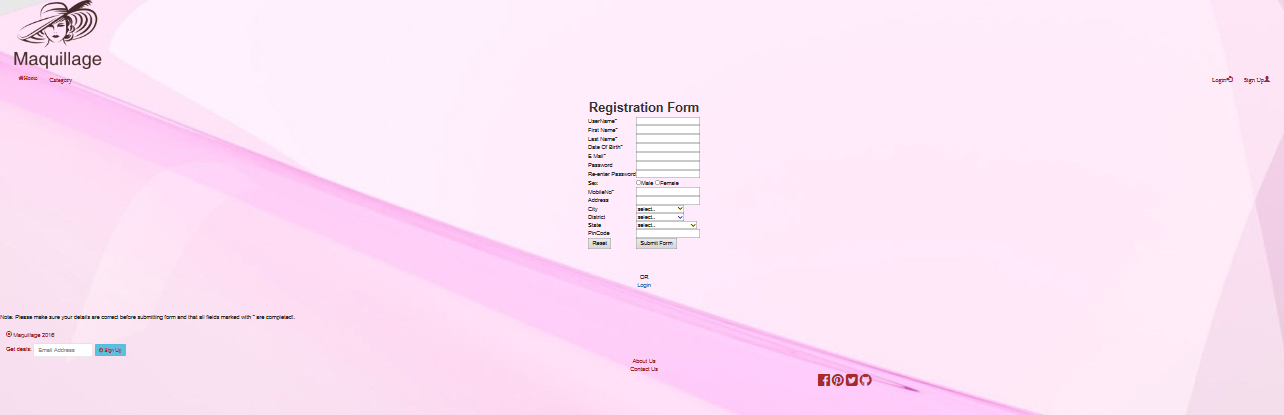 Maquillage
Home Category Login Sign Up
Registration Form
UserName*
First Name*
Last Name*
Date Of Birth*
E Mail*
Password
Re-enter Password
Sex Male Female
MobileNo*
Address
City select..
District select..
State select..
PinCode
Reset Submit Form
OR
Login
Note: Please make sure your details are correct before submitting form and that all fields marked with * are completed!.
Maquillage 2016
Get deals: Email Address Sign Up
About Us
Contact Us